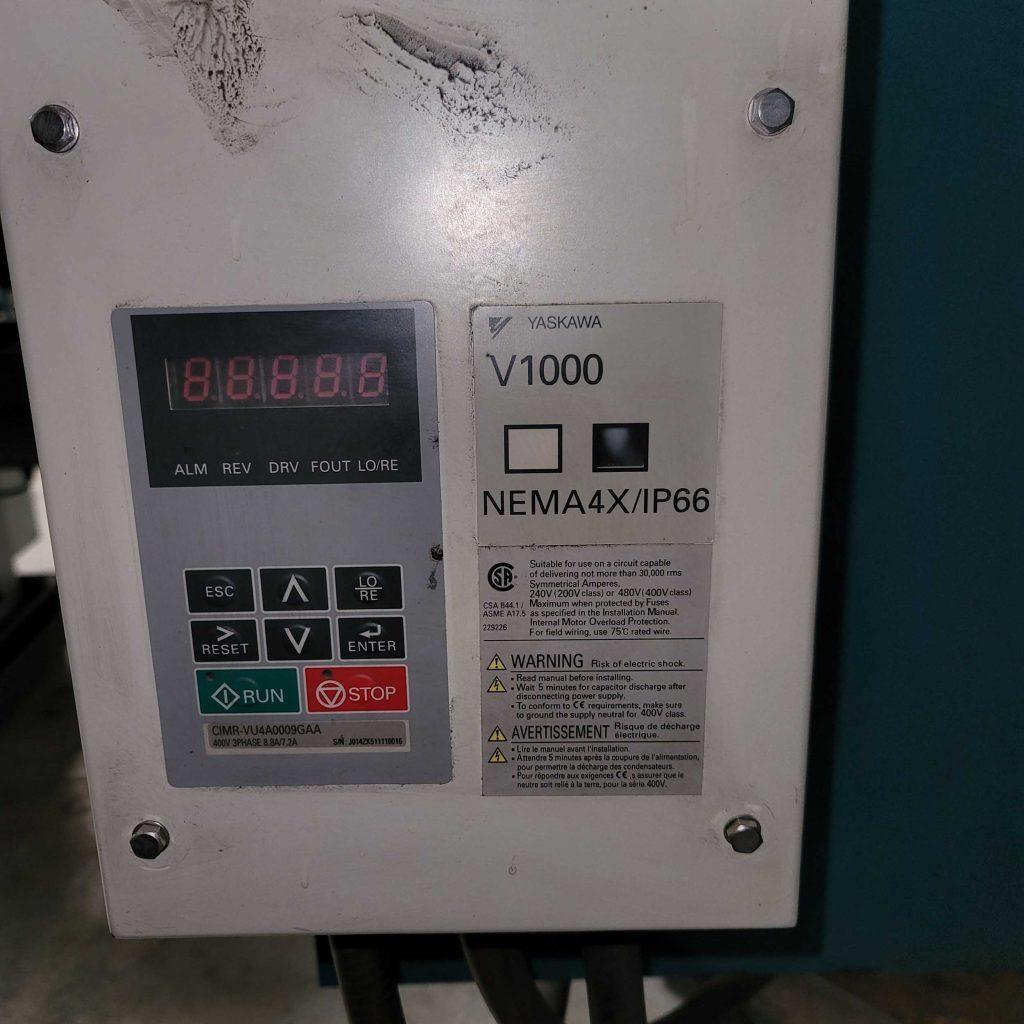 8.8.8.8.8
ALM REV DRV FOUT LO/RE
ESC
LO
RE
>
RESET
ENTER
RUN
STOP
CIMR-VU4A0009GAA
400V 3PHASE 8.8A/7.2A S/N : J014ZK511110016
YASKAWA
V1000
NEMA4X/IP66
CSA B44.1/
ASME A17.5
229226
Suitable for use on a circuit capable
of delivering not more than 30,000 rms
Symmetrical Amperes,
240V (200V class) or 480V (400V class)
Maximum when protected by Fuses
as specified in the Installation Manual.
Internal Motor Overload Protection.
For field wiring, use 75℃ rated wire.
WARNING Risk of electric shock.
• Read manual before installing.
• Wait 5 minutes for capacitor discharge after
disconnecting power supply.
• To conform to CE requirements, make sure
to ground the supply neutral for 400V class.
AVERTISSEMENT Risque de décharge
électrique.
• Lire le manuel avant l'installation.
• Attendre 5 minutes après la coupure de l'alimentation,
pour permettre la décharge des condensateurs.
• Pour répondre aux exigences CE ,s assurer que le
neutre soit relié à la terre, pour la série 400V.